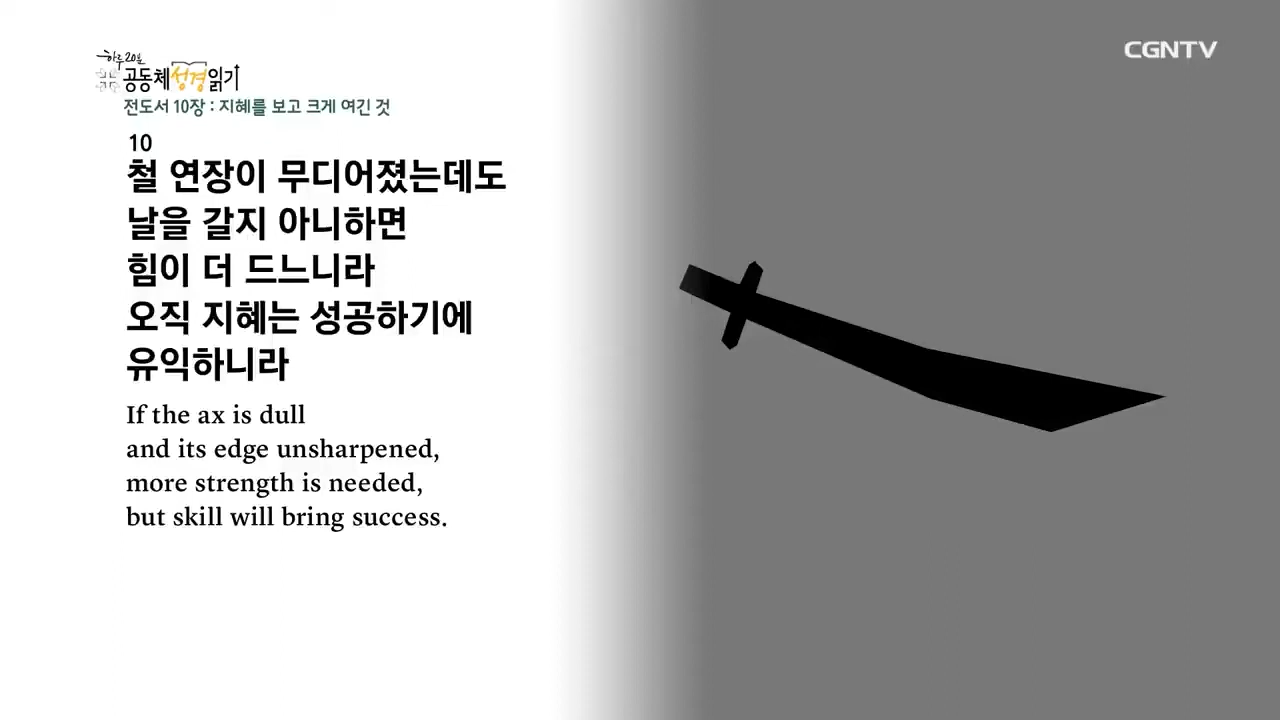 하루 20분
공동체성경읽기
CGNTV
전도서 10장 : 지혜를 보고 크게 여긴 것
10
철 연장이 무디어졌는데도
날을 갈지 아니하면
힘이 더 드느니라
오직 지혜는 성공하기에
유익하니라
If the ax is dull
and its edge unsharpened,
more strength is needed,
but skill will bring success.